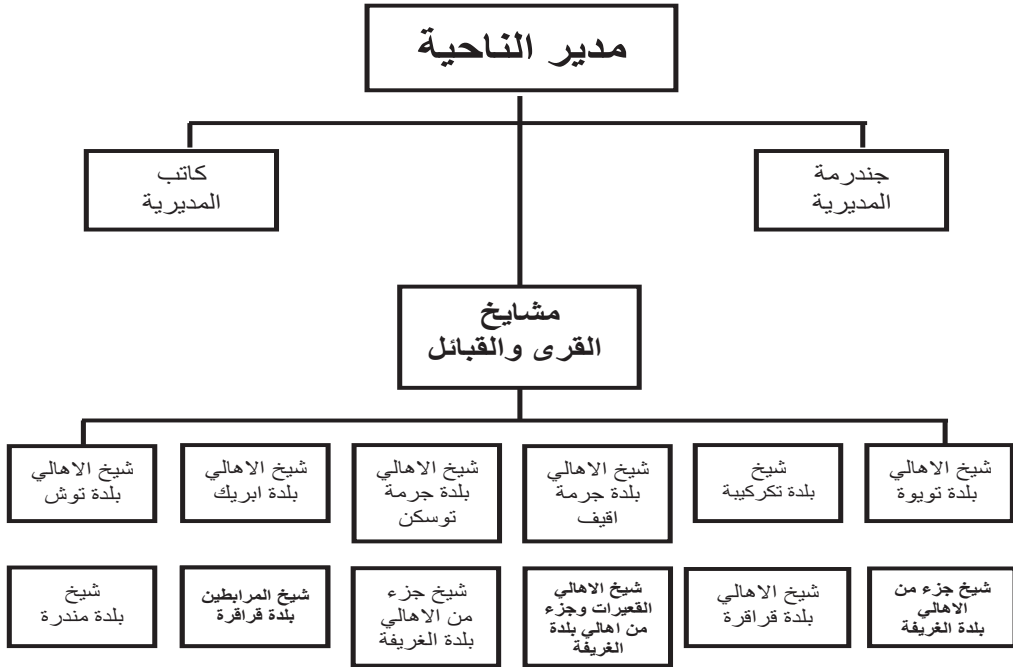 مدير الناحية
جندرمة
المديرية
كاتب
المديرية
مشايخ
القرى والقبائل
شيخ الاهالي
بلدة تويوة
شيخ
بلدة تكركيبة
شيخ الاهالي
بلدة جرمة
اقيف
شيخ الاهالي
بلدة جرمة
توسكن
شيخ الاهالي
بلدة ابريك
شيخ الاهالي
بلدة توش
شيخ جزء من
الاهالي
بلدة الغريفة
شيخ الاهالي
بلدة قراقرة
شيخ الاهالي
القعيرات وجزء
من اهالي بلدة
الغريفة
شيخ جزء
من الاهالي
بلدة الغريفة
شيخ المرابطين
بلدة قراقرة
شيخ
بلدة مندرة